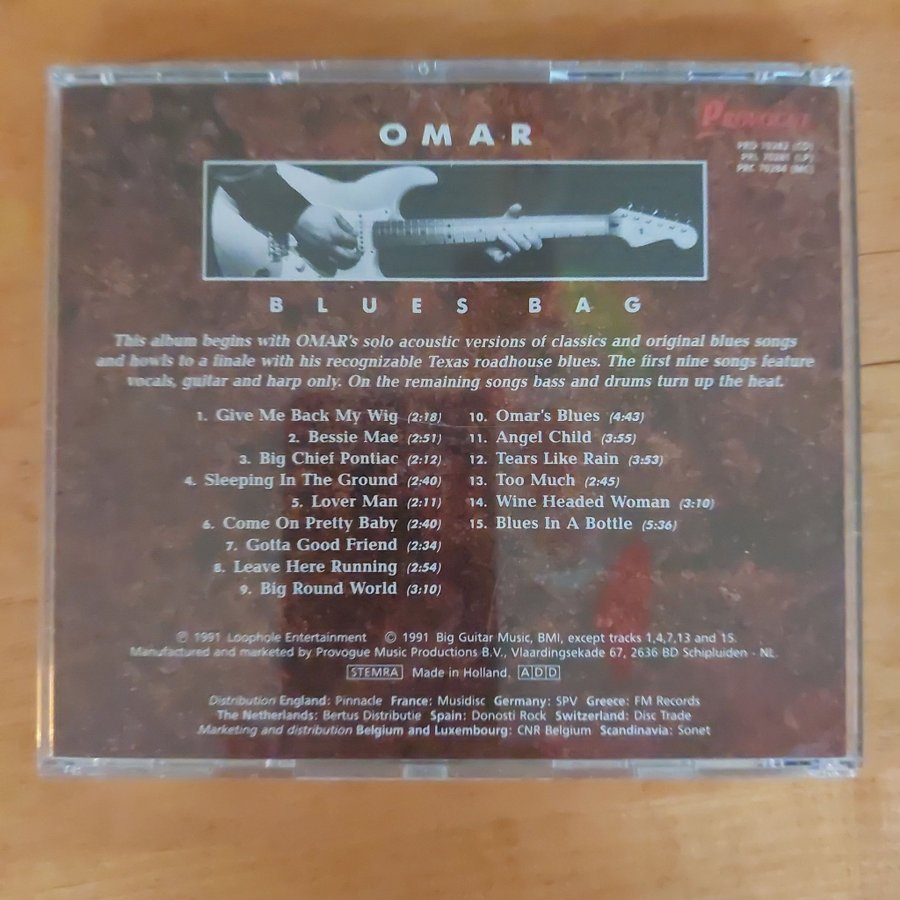 OMAR
PROVOGUE
PRD 70282 (CD)
PRL 70281 (LP)
PRC 70284 (MC)
BLUES BAG
This album begins with OMAR's solo acoustic versions of classics and original blues songs
and howls to a finale with his recognizable Texas roadhouse blues. The first nine songs feature
vocals, guitar and harp only. On the remaining songs bass and drums turn up the heat.
1. Give Me Back My Wig (2:18)
2. Bessie Mae (2:51)
3. Big Chief Pontiac (2:12)
4. Sleeping In The Ground (2:40)
5. Lover Man (2:11)
6. Come On Pretty Baby (2:40)
7. Gotta Good Friend (2:34)
8. Leave Here Running (2:54)
9. Big Round World (3:10)
10. Omar's Blues (4:43)
11. Angel Child (3:55)
12. Tears Like Rain (3:53)
13. Too Much (2:45)
14. Wine Headed Woman (3:10)
15. Blues In A Bottle (5:36)
℗ 1991 Loophole Entertainment © 1991 Big Guitar Music, BMI, except tracks 1,4,7,13 and 15.
Manufactured and marketed by Provogue Music Productions B.V., Vlaardingsekade 67, 2636 BD Schipluiden - NL
STEMRA Made in Holland. ADD
Distribution England: Pinnacle France: Musidisc Germany: SPV Greece: FM Records
The Netherlands: Bertus Distributie Spain: Donosti Rock Switzerland: Disc Trade
Marketing and distribution Belgium and Luxembourg: CNR Belgium Scandinavia: Sonet